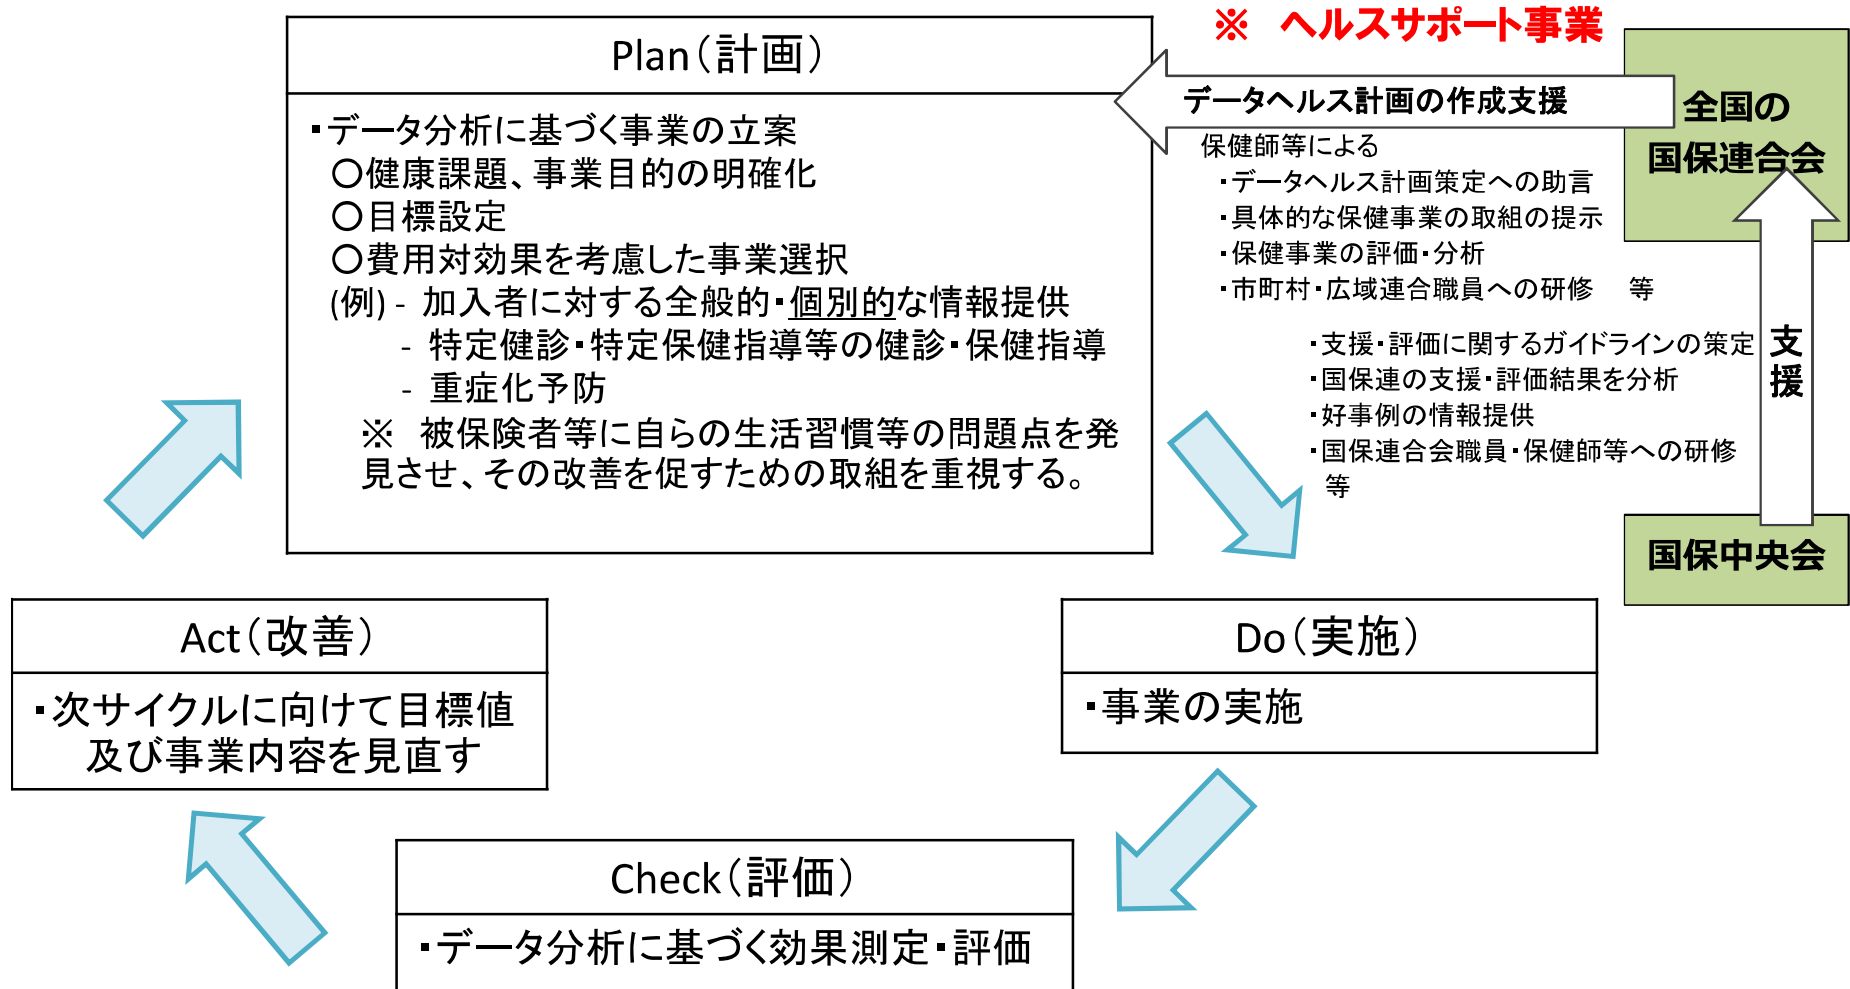 ※　ヘルスサポート事業
Plan（計画）
・データ分析に基づく事業の立案
○健康課題、事業目的の明確化
○目標設定
○費用対効果を考慮した事業選択
(例) -　加入者に対する全般的・個別的な情報提供
-　特定健診・特定保健指導等の健診・保健指導
-　重症化予防
※　被保険者等に自らの生活習慣等の問題点を発
見させ、その改善を促すための取組を重視する。
データヘルス計画の作成支援
保健師等による
・データヘルス計画策定への助言
・具体的な保健事業の取組の提示
・保健事業の評価・分析
・市町村・広域連合職員への研修　等
全国の
国保連合会
・支援・評価に関するガイドラインの策定
・国保連の支援・評価結果を分析
・好事例の情報提供
・国保連合会職員・保健師等への研修
等
支援
国保中央会
Act（改善）
・次サイクルに向けて目標値
及び事業内容を見直す
Do（実施）
・事業の実施
Check（評価）
・データ分析に基づく効果測定・評価